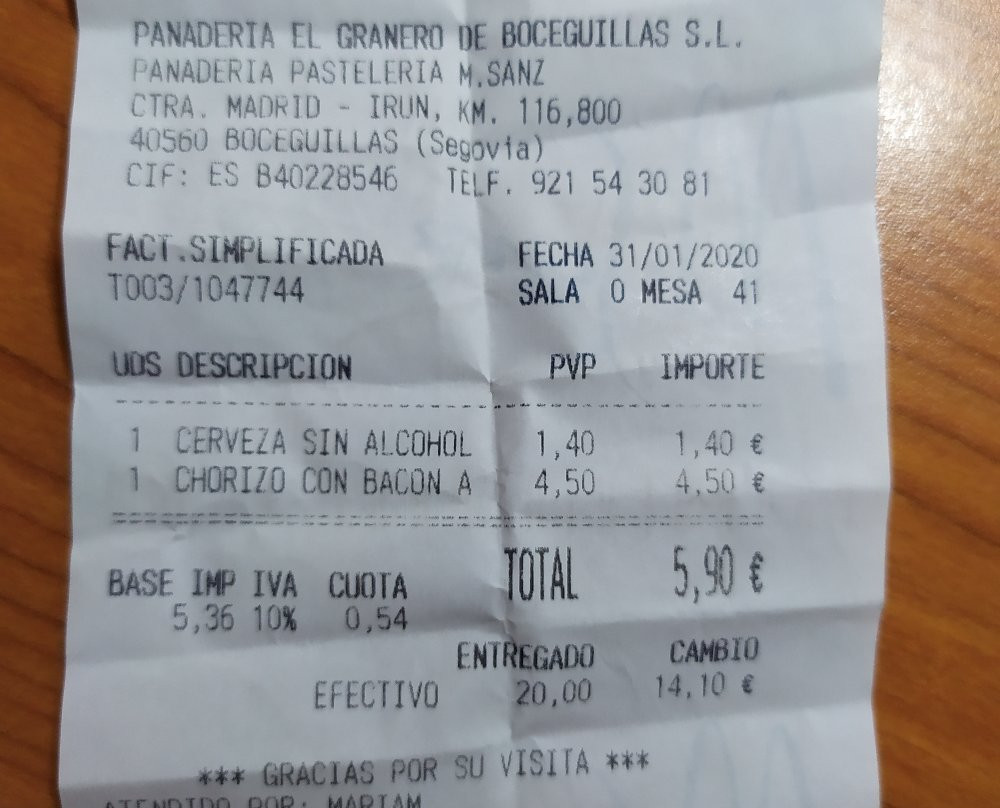 PANADERIA EL GRANERO DE BOCEGUILLAS S.L.
PANADERIA PASTELERIA M.SANZ
CTRA. MADRID - IRUN, KM. 116,800
40560 BOCEGUILLAS (Segovia)
CIF: ES B40228546 TELF. 921 54 30 81
FACT.SIMPLIFICADA FECHA 31/01/2020
T003/1047744 SALA 0 MESA 41
UDS DESCRIPCION PVP IMPORTE
1 CERVEZA SIN ALCOHOL 1,40 1,40 €
1 CHORIZO CON BACON A 4,50 4,50 €
TOTAL 5,90 €
BASE IMP IVA CUOTA
5,36 10% 0,54
ENTREGADO CAMBIO
EFECTIVO 20,00 14,10 €
*** GRACIAS POR SU VISITA ***
ATENDIDO POR: MARIAM